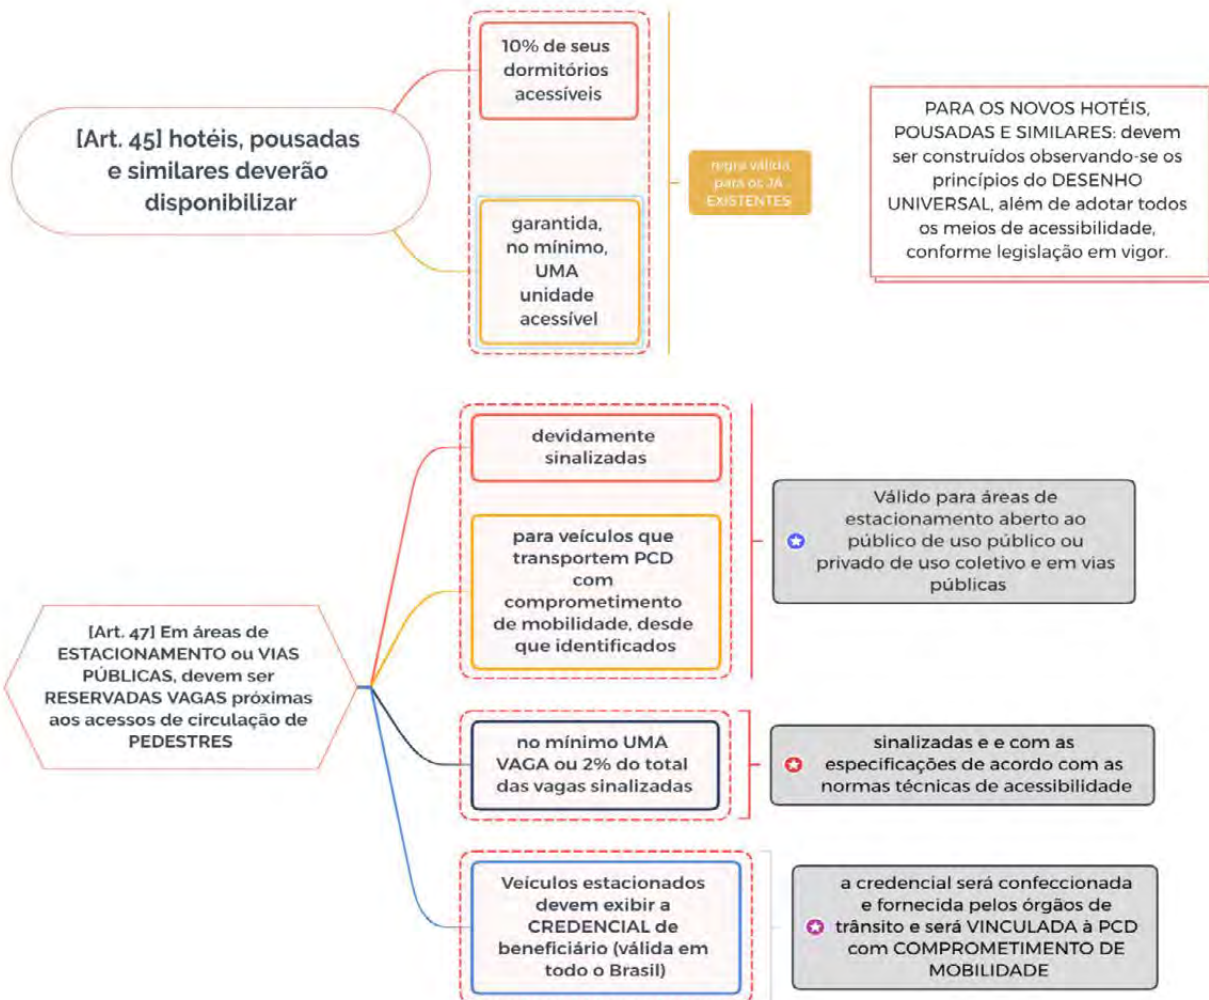 [Art. 45] hotéis, pousadas
e similares deverão
disponibilizar
10% de seus
dormitórios
acessíveis
garantida,
no mínimo,
UMA
unidade
acessível
regra válida
para os JÁ
EXISTENTES
PARA OS NOVOS HOTÉIS,
POUSADAS E SIMILARES: devem
ser construídos observando-se os
princípios do DESENHO
UNIVERSAL, além de adotar todos
os meios de acessibilidade,
conforme legislação em vigor.
[Art. 47] Em áreas de
ESTACIONAMENTO ou VIAS
PÚBLICAS, devem ser
RESERVADAS VAGAS próximas
aos acessos de circulação de
PEDESTRES
devidamente
sinalizadas
para veículos que
transportem PCD
com
comprometimento
de mobilidade, desde
que identificados
Válido para áreas de
estacionamento aberto ao
público de uso público ou
privado de uso coletivo e em vias
públicas
no mínimo UMA
VAGA ou 2% do total
das vagas sinalizadas
sinalizadas e e com as
especificações de acordo com as
normas técnicas de acessibilidade
Veículos estacionados
devem exibir a
CREDENCIAL de
beneficiário (válida em
todo o Brasil)
a credencial será confeccionada
e fornecida pelos órgãos de
trânsito e será VINCULADA à PCD
com COMPROMETIMENTO DE
MOBILIDADE